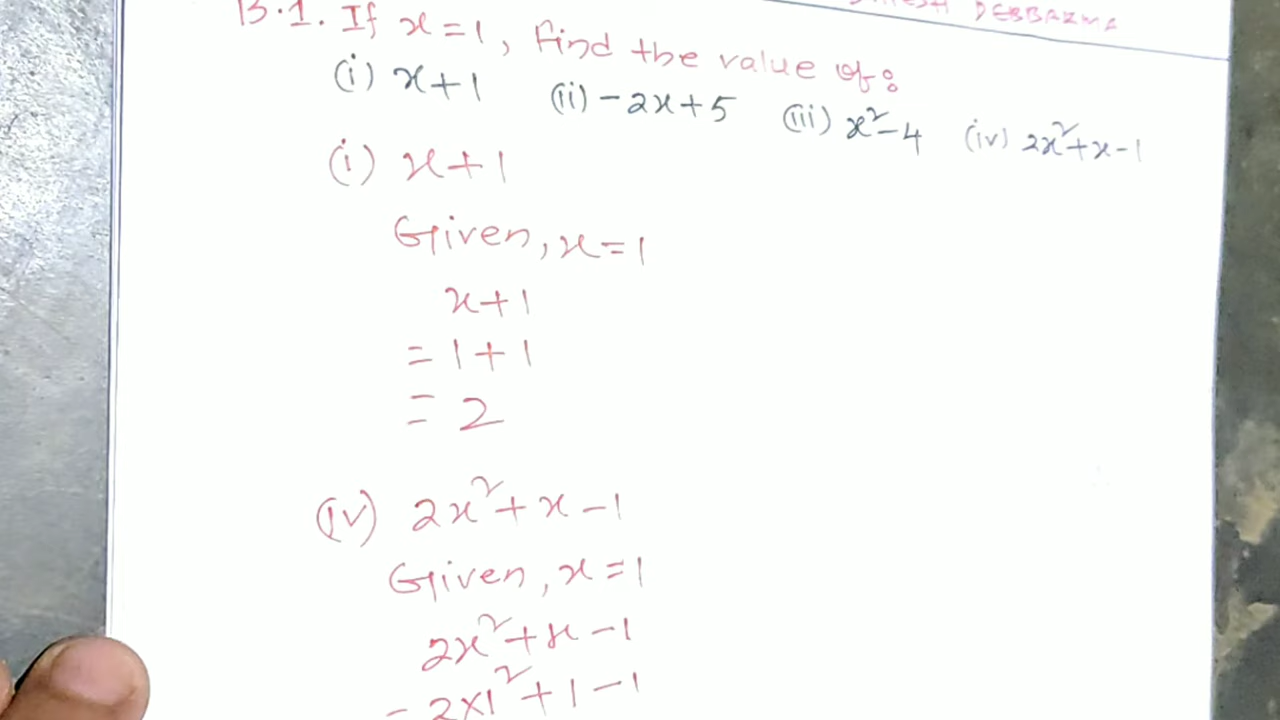 DEBBARMA
B.1. If x=1, find the value of:
(i) x+1 (ii) -2x+5 (iii) x²-4 (iv) 2x²+x-1
(i) x+1
Given, x=1
x+1
= 1+1
= 2
(iv) 2x²+x-1
Given, x=1
2x²+x-1
= 2×1²+1-1